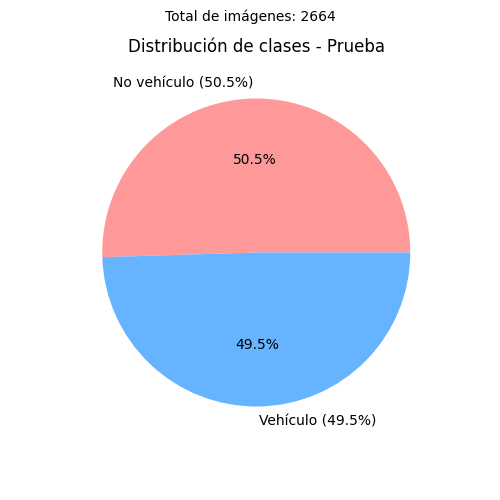 Total de imágenes: 2664
Distribución de clases - Prueba
No vehículo (50.5%)
50.5%
49.5%
Vehículo (49.5%)